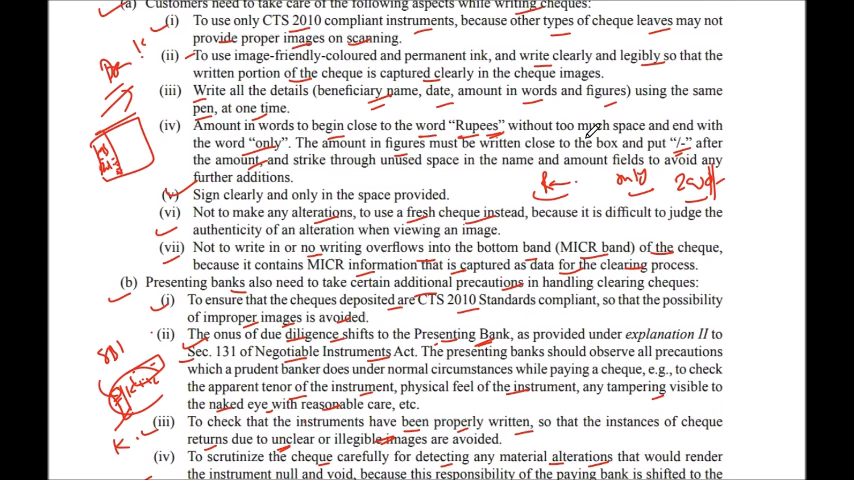 (a) Customers need to take care of the following aspects while writing cheques:
(i) To use only CTS 2010 compliant instruments, because other types of cheque leaves may not
provide proper images on scanning.
(ii) To use image-friendly-coloured and permanent ink, and write clearly and legibly so that the
written portion of the cheque is captured clearly in the cheque images.
(iii) Write all the details (beneficiary name, date, amount in words and figures) using the same
pen, at one time.
(iv) Amount in words to begin close to the word “Rupees” without too much space and end with
the word “only”. The amount in figures must be written close to the box and put “/-” after
the amount, and strike through unused space in the name and amount fields to avoid any
further additions.
only
(v) Sign clearly and only in the space provided.
(vi) Not to make any alterations, to use a fresh cheque instead, because it is difficult to judge the
authenticity of an alteration when viewing an image.
(vii) Not to write in or no writing overflows into the bottom band (MICR band) of the cheque,
because it contains MICR information that is captured as data for the clearing process.
(b) Presenting banks also need to take certain additional precautions in handling clearing cheques:
(i) To ensure that the cheques deposited are CTS 2010 Standards compliant, so that the possibility
of improper images is avoided.
(ii) The onus of due diligence shifts to the Presenting Bank, as provided under explanation II to
SBI
Sec. 131 of Negotiable Instruments Act. The presenting banks should observe all precautions
which a prudent banker does under normal circumstances while paying a cheque, e.g., to check
the apparent tenor of the instrument, physical feel of the instrument, any tampering visible to
the naked eye with reasonable care, etc.
(iii) To check that the instruments have been properly written, so that the instances of cheque
K
returns due to unclear or illegible images are avoided.
(iv) To scrutinize the cheque carefully for detecting any material alterations that would render
the instrument null and void, because this responsibility of the paying bank is shifted to the